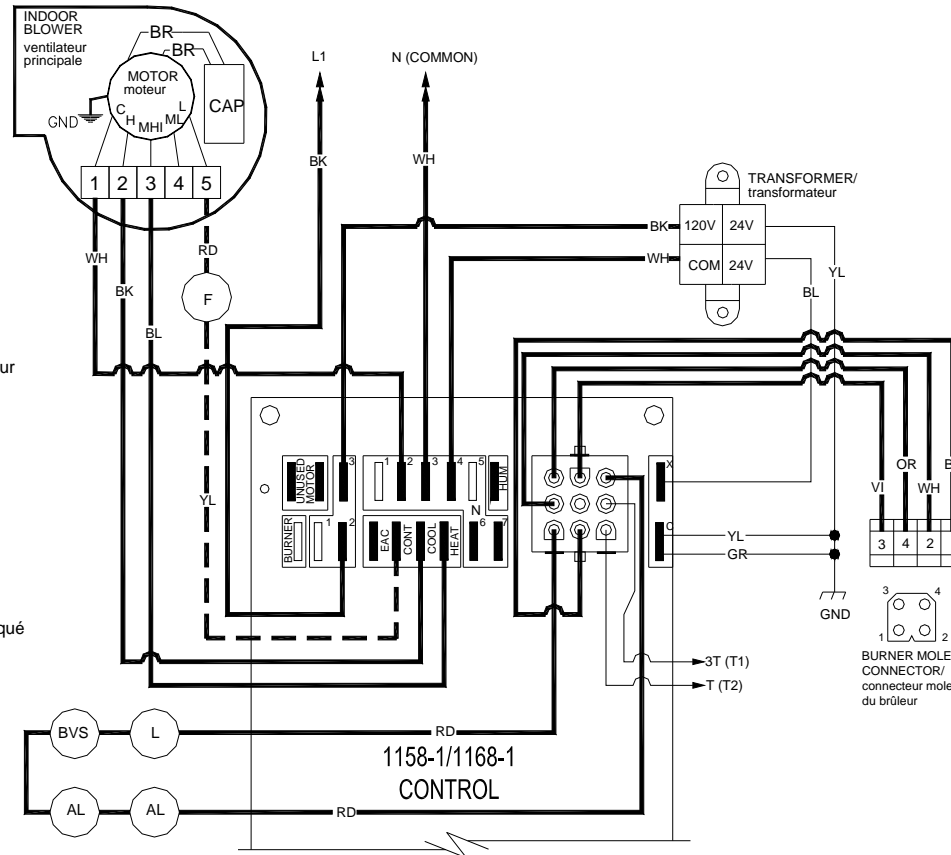 INDOOR
BLOWER
ventilateur
principale
BR
BR
MOTOR
moteur
CAP
C
H
MHI
ML
L
GND
1 2 3 4 5
L1
N (COMMON)
BK
WH
TRANSFORMER/
transformateur
BK
120V 24V
WH
COM 24V
YL
BL
WH
BK
BL
RD
F
ur
UNUSED
MOTOR
3
1 2 3 4 5
HUM
N
BURNER
1 2
EAC
CONT
COOL
HEAT
6 7
YL
X
C
YL
GR
GND
VI
OR
WH
B
3 4 2
3 4
1 2
BURNER MOLE
CONNECTOR/
connecteur mole
du brûleur
qué
3T (T1)
T (T2)
BVS
L
RD
1158-1/1168-1
CONTROL
AL
AL
RD